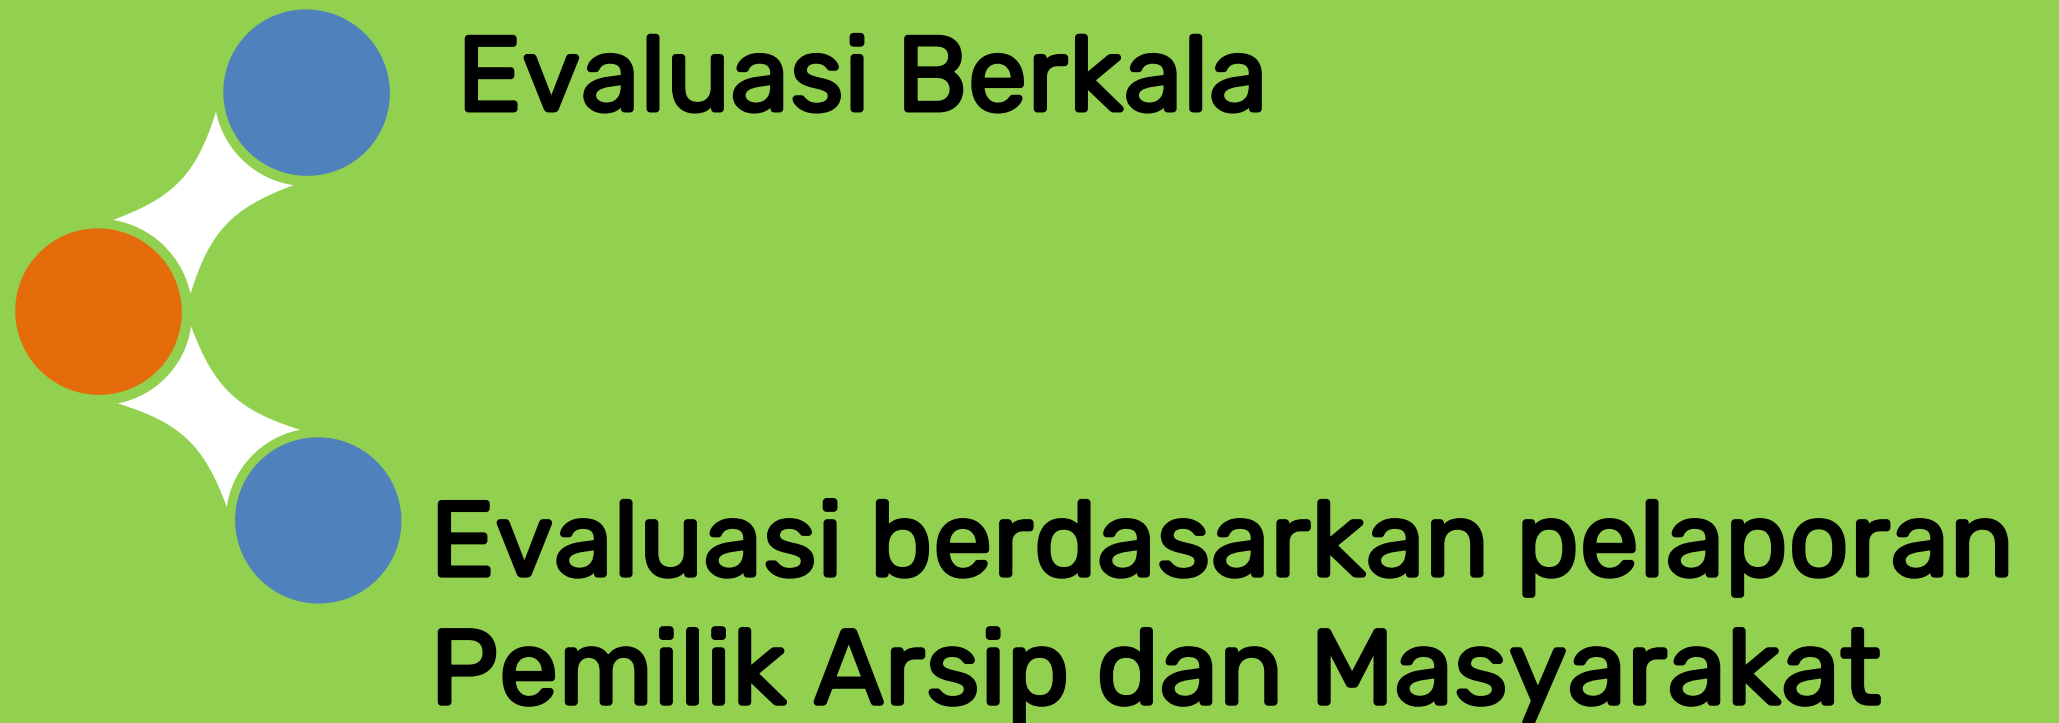 Evaluasi Berkala
Evaluasi berdasarkan pelaporan
Pemilik Arsip dan Masyarakat